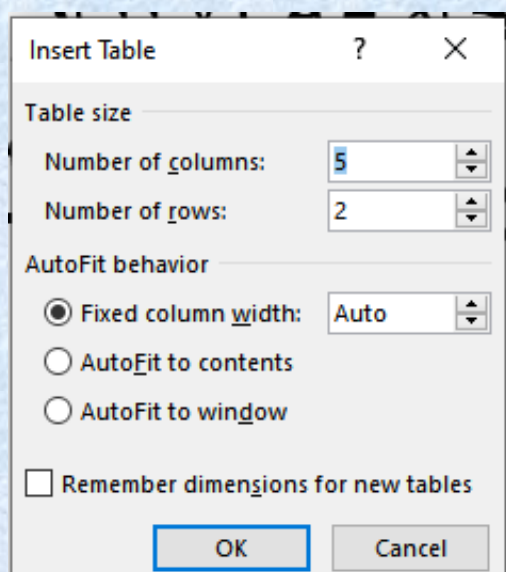 Insert Table ?
Table size
Number of columns: 5
Number of rows: 2
AutoFit behavior
Fixed column width: Auto
AutoFit to contents
AutoFit to window
Remember dimensions for new tables
OK Cancel